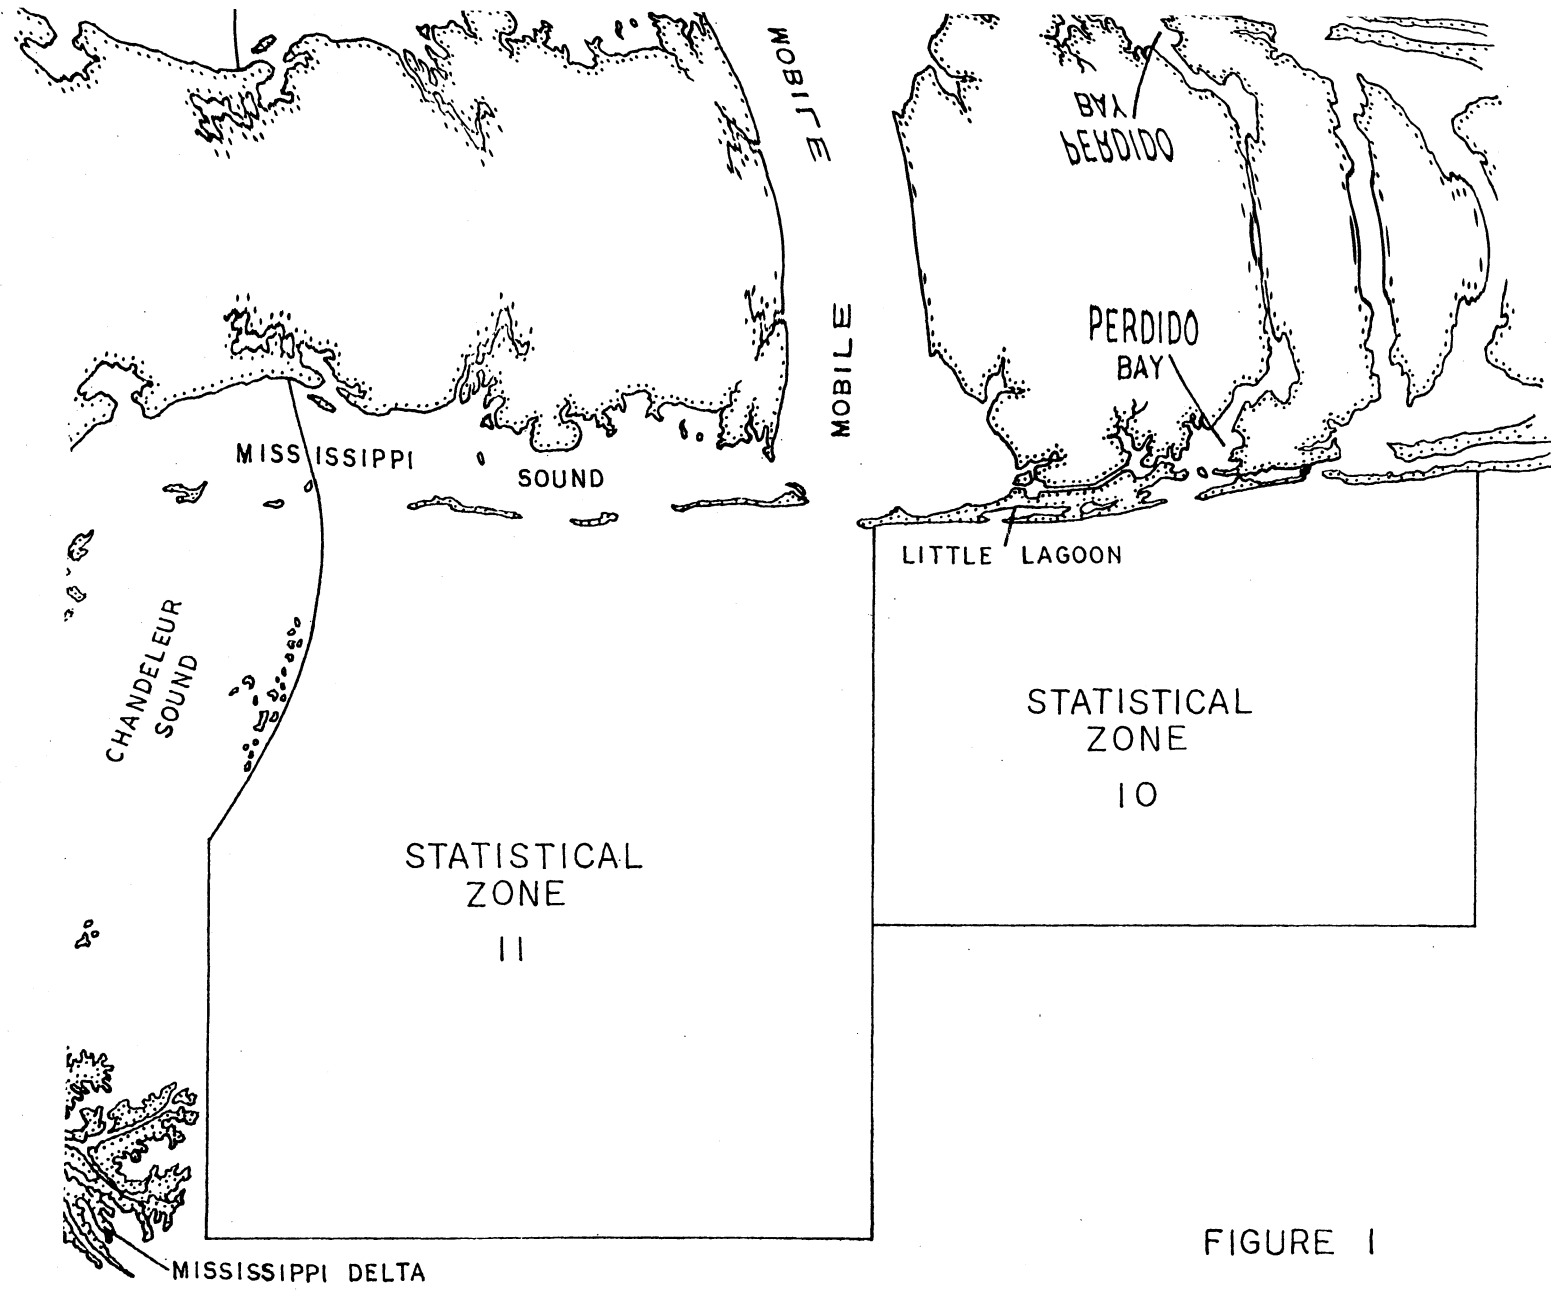 MOBILE
PERDIDO
BAY
MOBILE
PERDIDO
BAY
MISSISSIPPI
SOUND
LITTLE LAGOON
CHANDELEUR
SOUND
STATISTICAL
ZONE
10
STATISTICAL
ZONE
11
FIGURE 1
MISSISSIPPI DELTA